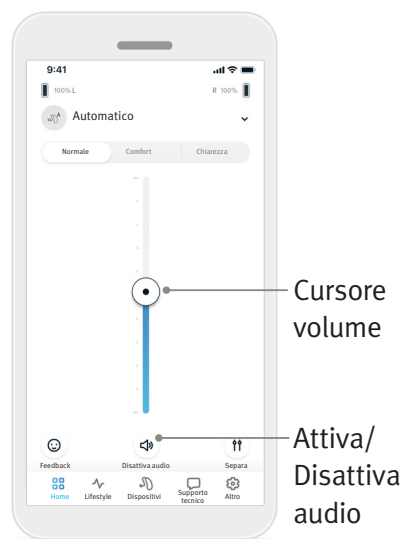 9:41
100% L
R 100%
Automatico
Normale Comfort Chiarezza
Cursore
volume
Attiva/
Disattiva
audio
Feedback Disattiva audio Separa
Home Lifestyle Dispositivi Supporto
tecnico Altro